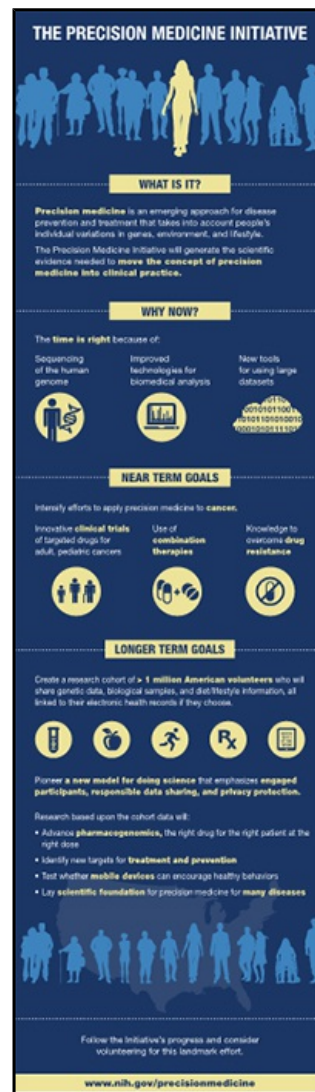 THE PRECISION MEDICINE INITIATIVE
WHAT IS IT?
Precision medicine is an emerging approach for disease
prevention and treatment that takes into account people's
individual variations in genes, environment, and lifestyle.
The Precision Medicine Initiative will generate the scientific
evidence needed to move the concept of precision
medicine into clinical practice.
WHY NOW?
The time is right because of:
Sequencing
of the human
genome
Improved
technologies for
biomedical analysis
New tools
for using large
datasets
NEAR TERM GOALS
Intensify efforts to apply precision medicine to cancer.
Innovative clinical trials
of targeted drugs for
adult, pediatric cancers
Use of
combination
therapies
Knowledge to
overcome drug
resistance
LONGER TERM GOALS
Create a research cohort of > 1 million American volunteers who will
share genetic data, biological samples, and diet/lifestyle information, all
linked to their electronic health records if they choose.
Rx
Pioneer a new model for doing science that emphasizes engaged
participants, responsible data sharing, and privacy protection.
Research based upon the cohort data will:
• Advance pharmacogenomics, the right drug for the right patient at the
right dose
• Identify new targets for treatment and prevention
• Test whether mobile devices can encourage healthy behaviors
• Lay scientific foundation for precision medicine for many diseases
Follow the Initiative's progress and consider
volunteering for this landmark effort.
www.nih.gov/precisionmedicine